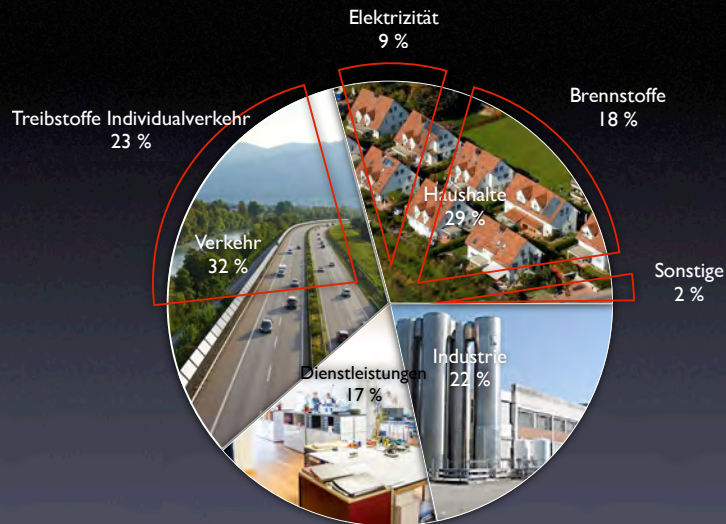 Elektrizität
9 %
Brennstoffe
18 %
Treibstoffe Individualverkehr
23 %
Haushalte
29 %
Verkehr
32 %
Sonstige
2 %
Industrie
22 %
Dienstleistungen
17 %